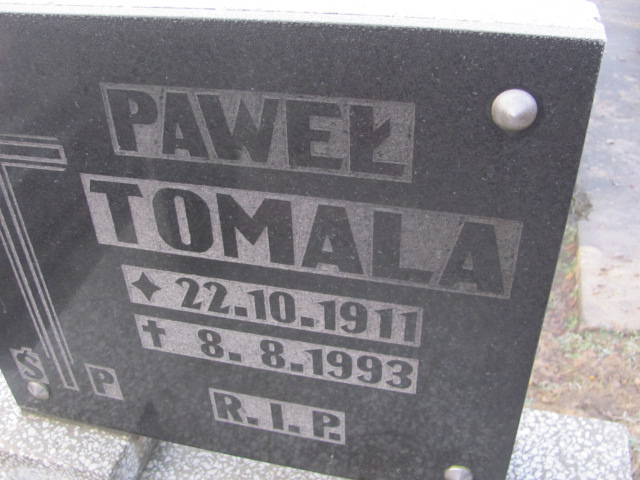 PAWEŁ
TOMALA
✦ 22.10.1911
✝ 8.8.1993
Ś P
R.I.P.